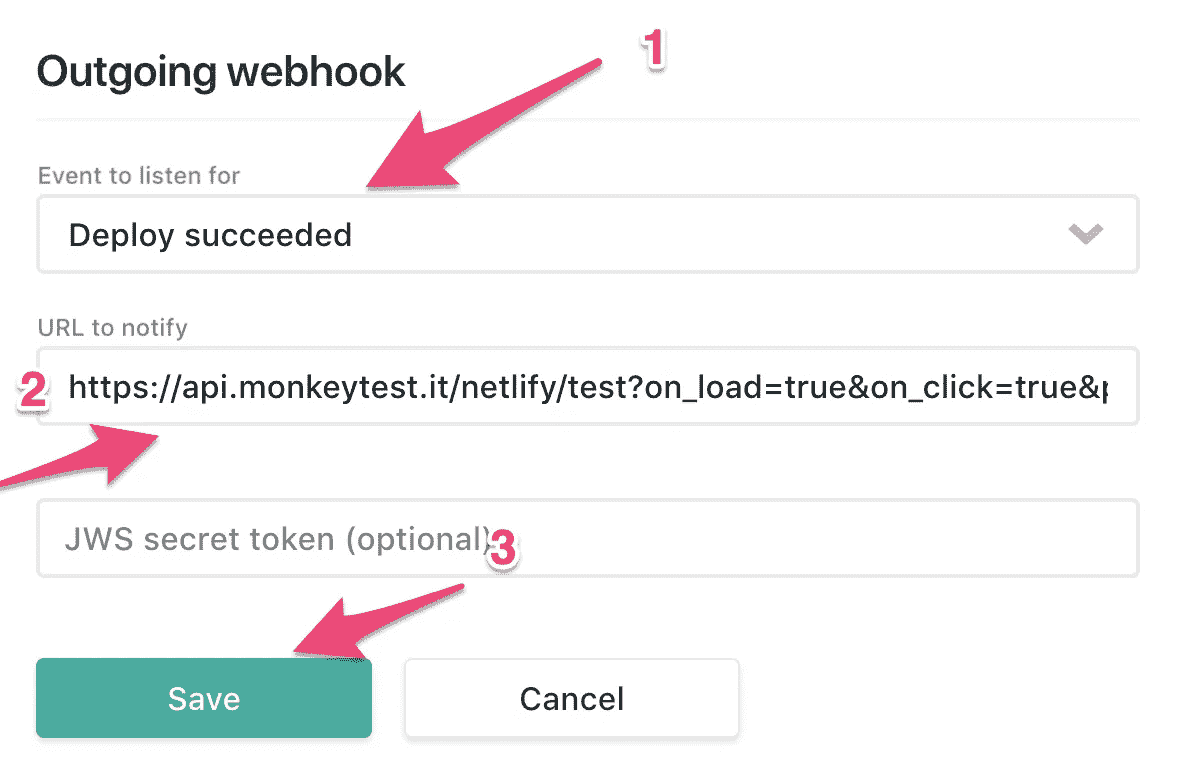 1
Outgoing webhook
Event to listen for
Deploy succeeded
URL to notify
2
https://api.monkeytest.it/netlify/test?on_load=true&on_click=true&
JWS secret token (optional)
3
Save
Cancel